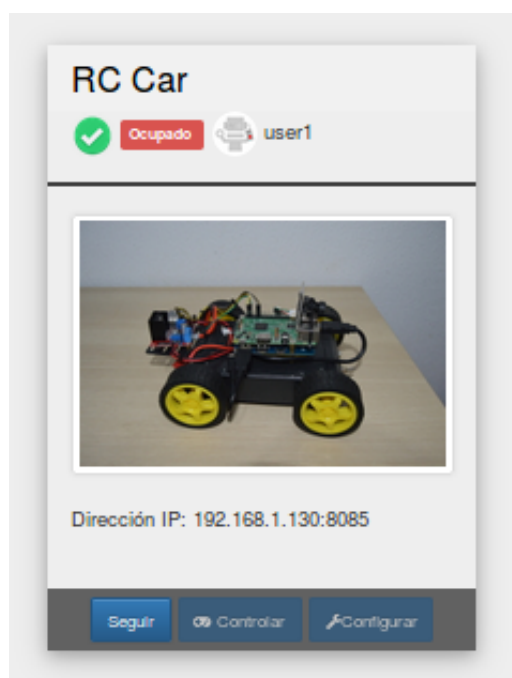 RC Car
Ocupado user1
Dirección IP: 192.168.1.130:8085
Seguir Controlar Configurar